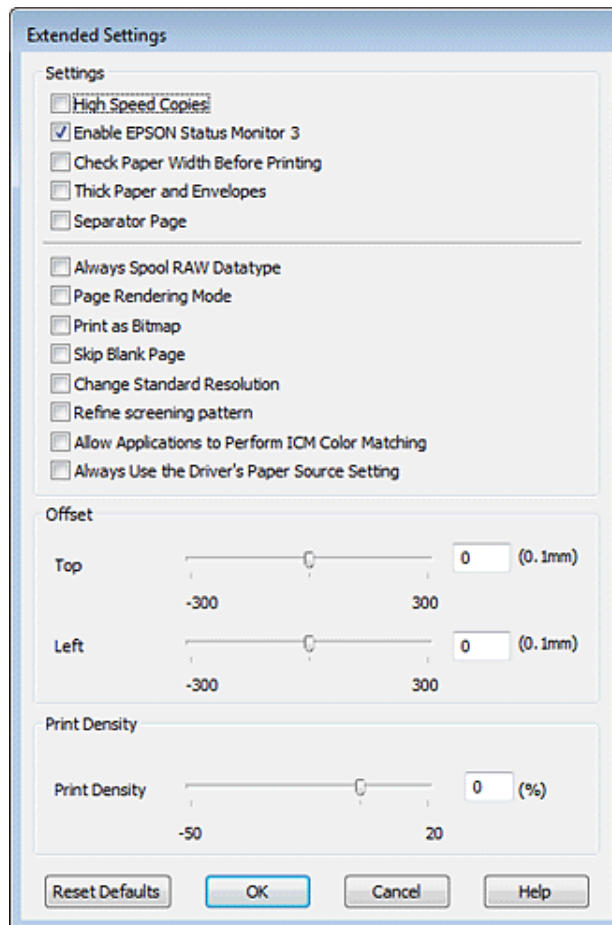 Extended Settings
Settings
High Speed Copies
Enable EPSON Status Monitor 3
Check Paper Width Before Printing
Thick Paper and Envelopes
Separator Page
Always Spool RAW Datatype
Page Rendering Mode
Print as Bitmap
Skip Blank Page
Change Standard Resolution
Refine screening pattern
Allow Applications to Perform ICM Color Matching
Always Use the Driver's Paper Source Setting
Offset
Top 0 (0.1mm)
-300 300
Left 0 (0.1mm)
-300 300
Print Density
Print Density 0 (%)
-50 20
Reset Defaults OK Cancel Help